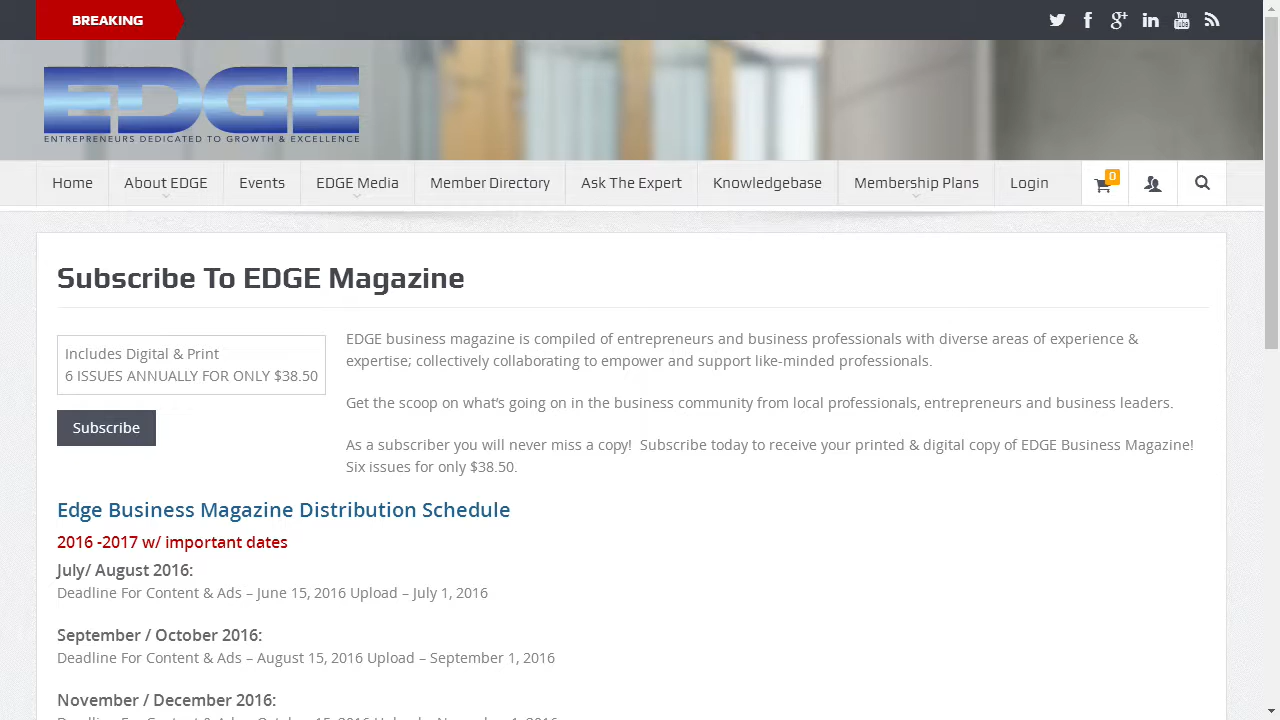 BREAKING
EDGE
ENTREPRENEURS DEDICATED TO GROWTH & EXCELLENCE
Home
About EDGE
Events
EDGE Media
Member Directory
Ask The Expert
Knowledgebase
Membership Plans
Login
0
Subscribe To EDGE Magazine
Includes Digital & Print
6 ISSUES ANNUALLY FOR ONLY $38.50
Subscribe
EDGE business magazine is compiled of entrepreneurs and business professionals with diverse areas of experience &
expertise; collectively collaborating to empower and support like-minded professionals.
Get the scoop on what’s going on in the business community from local professionals, entrepreneurs and business leaders.
As a subscriber you will never miss a copy!  Subscribe today to receive your printed & digital copy of EDGE Business Magazine!
Six issues for only $38.50.
Edge Business Magazine Distribution Schedule
2016 -2017 w/ important dates
July/ August 2016:
Deadline For Content & Ads – June 15, 2016 Upload – July 1, 2016
September / October 2016:
Deadline For Content & Ads – August 15, 2016 Upload – September 1, 2016
November / December 2016: